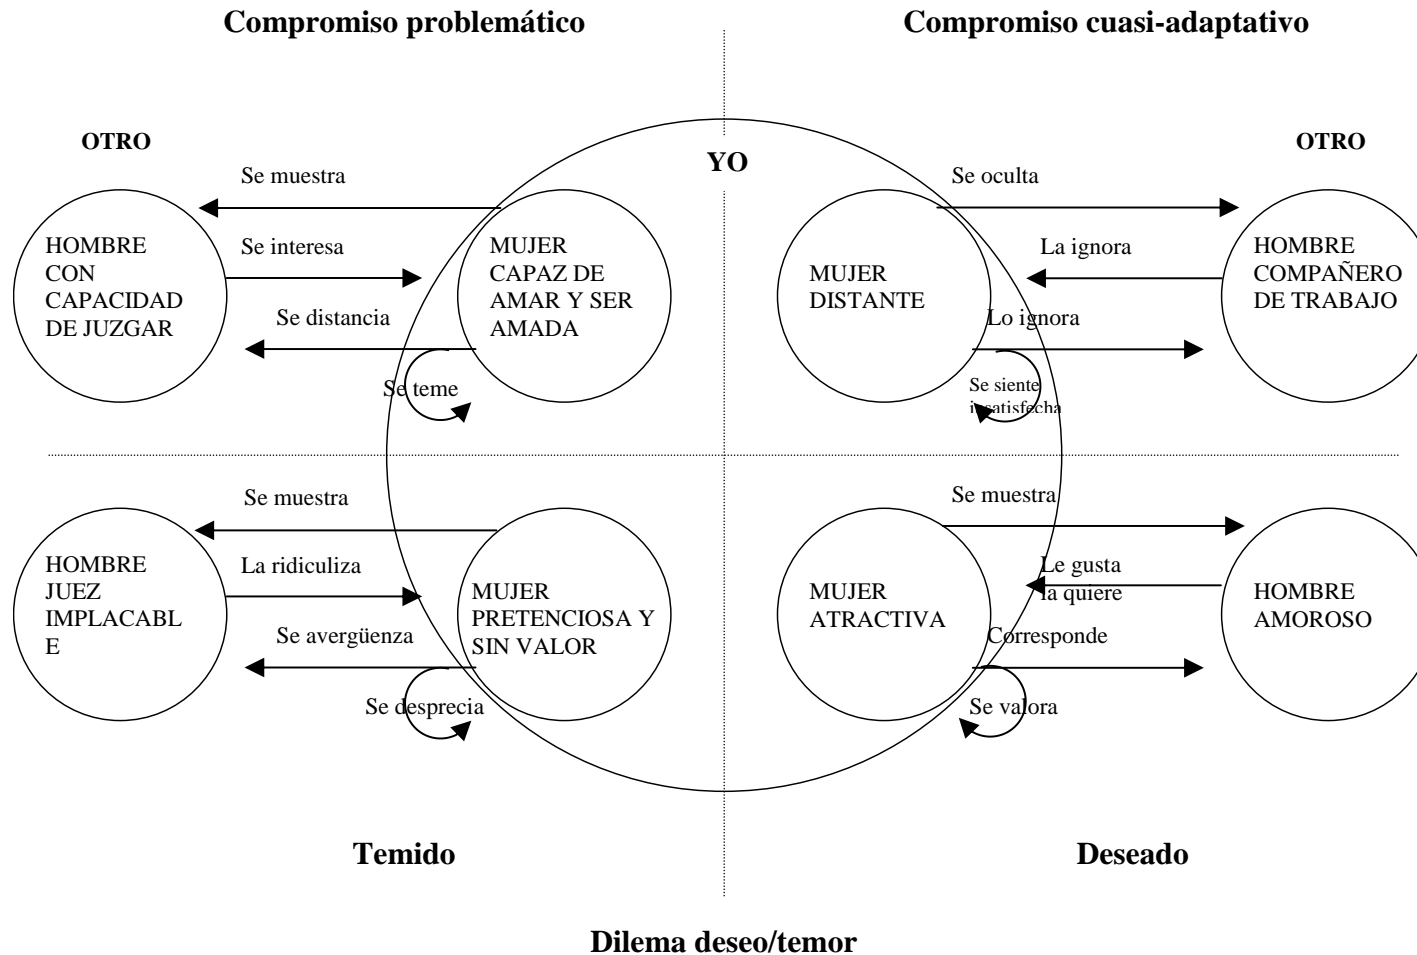 Compromiso problemático
Compromiso cuasi-adaptativo
OTRO
YO
OTRO
Se muestra
Se interesa
Se distancia
Se teme
HOMBRE
CON
CAPACIDAD
DE JUZGAR
MUJER
CAPAZ DE
AMAR Y SER
AMADA
MUJER
DISTANTE
Se oculta
La ignora
Lo ignora
Se siente
insatisfecha
HOMBRE
COMPAÑERO
DE TRABAJO
Se muestra
La ridiculiza
Se avergüenza
Se desprecia
HOMBRE
JUEZ
IMPLACABL
E
MUJER
PRETENCIOSA Y
SIN VALOR
MUJER
ATRACTIVA
Se muestra
Le gusta
la quiere
Corresponde
Se valora
HOMBRE
AMOROSO
Temido
Deseado
Dilema deseo/temor